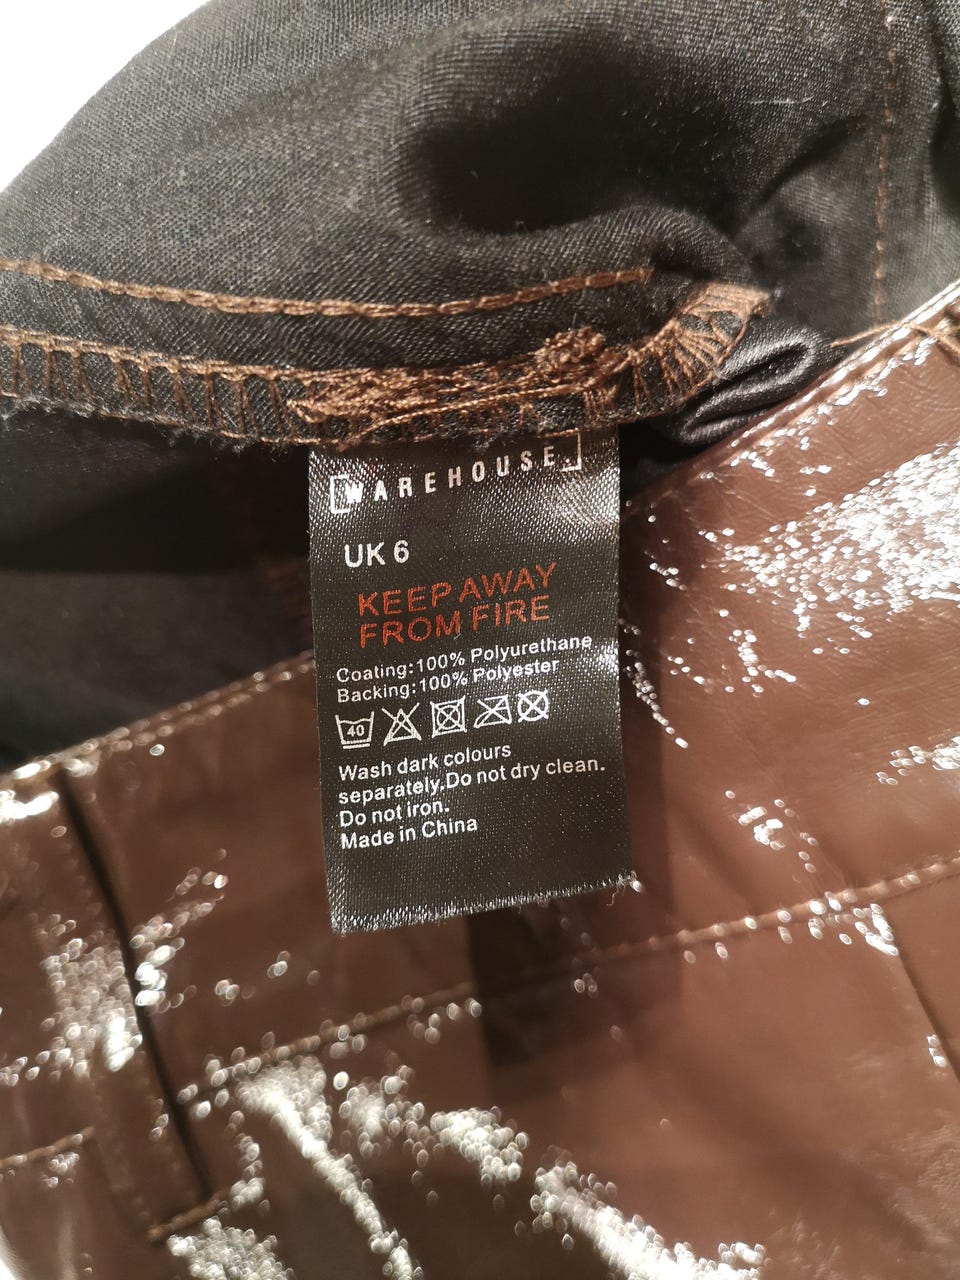 WAREHOUSE
UK 6
KEEP AWAY
FROM FIRE
Coating:100% Polyurethane
Backing:100% Polyester
40
Wash dark colours
separately.Do not dry clean.
Do not iron.
Made in China